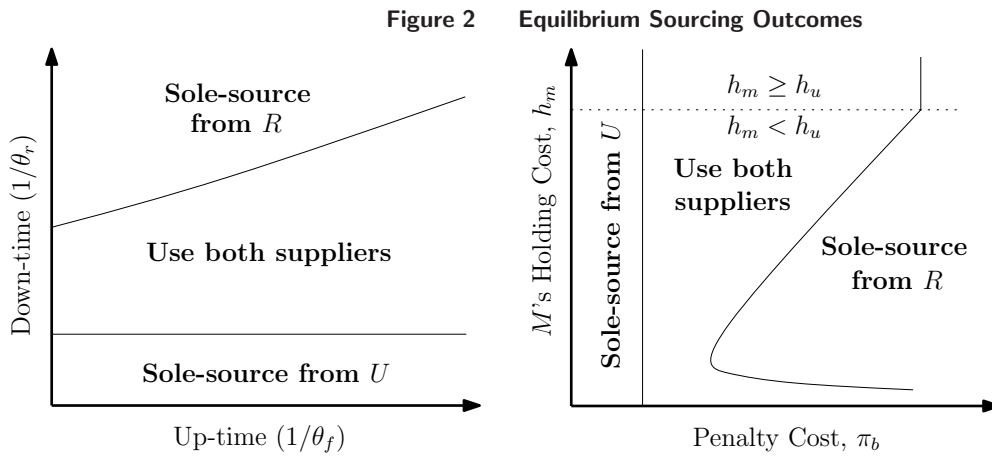 Figure 2 Equilibrium Sourcing Outcomes
Down-time (1/θr)
Sole-source
from R
Use both suppliers
Sole-source from U
Up-time (1/θf)
M's Holding Cost, hm
Sole-source from U
hm ≥ hu
hm < hu
Use both
suppliers
Sole-source
from R
Penalty Cost, πb